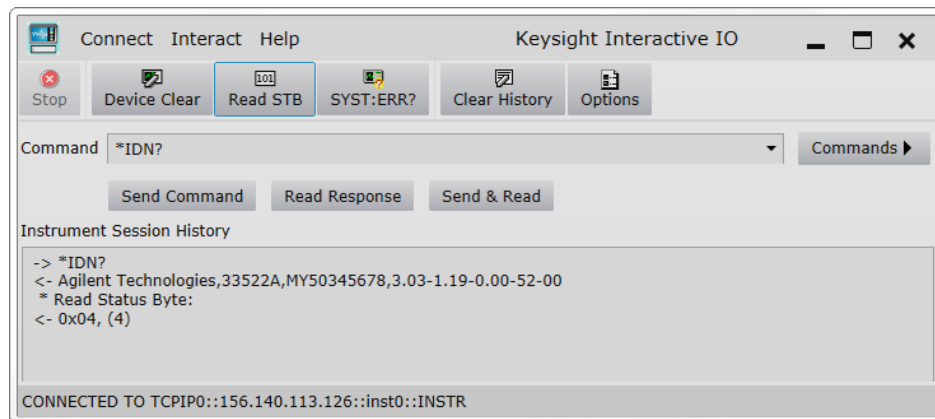 Connect Interact Help Keysight Interactive IO
101
Stop Device Clear Read STB SYST:ERR? Clear History Options
Command *IDN? Commands
Send Command Read Response Send & Read
Instrument Session History
-> *IDN?
<- Agilent Technologies,33522A,MY50345678,3.03-1.19-0.00-52-00
* Read Status Byte:
<- 0x04, (4)
CONNECTED TO TCPIP0::156.140.113.126::inst0::INSTR